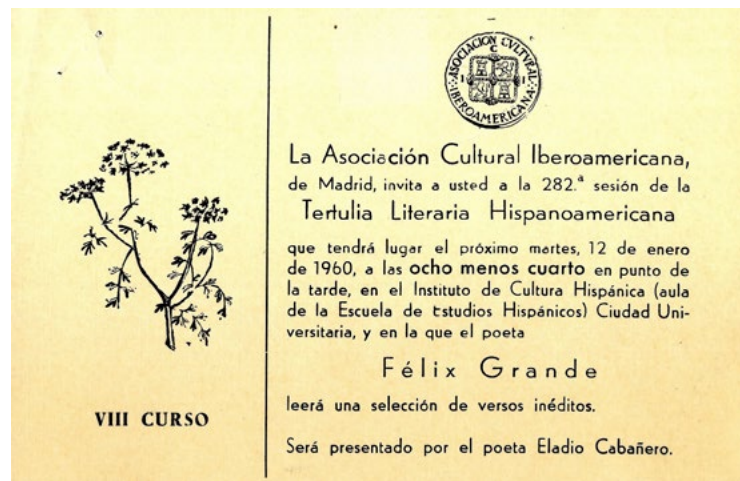 ASOCIACION CVLTVRAL
IBEROAMERICANA
La Asociación Cultural Iberoamericana,
de Madrid, invita a usted a la 282.ª sesión de la
Tertulia Literaria Hispanoamericana
que tendrá lugar el próximo martes, 12 de enero
de 1960, a las ocho menos cuarto en punto de
la tarde, en el Instituto de Cultura Hispánica (aula
de la Escuela de Estudios Hispánicos) Ciudad Uni-
versitaria, y en la que el poeta
Félix Grande
leerá una selección de versos inéditos.
Será presentado por el poeta Eladio Cabañero.
VIII CURSO